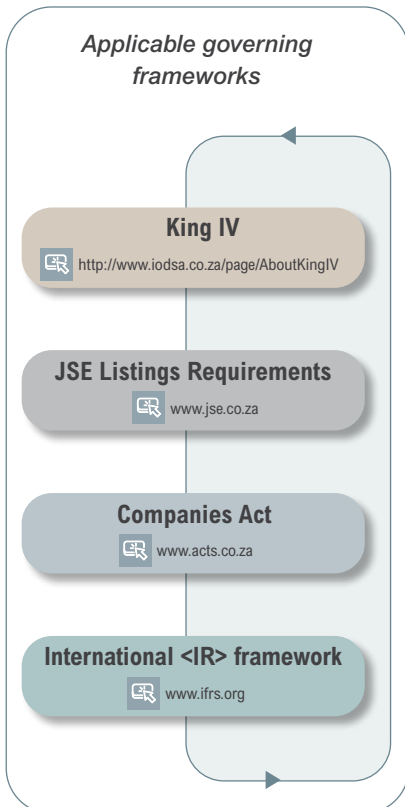 Applicable governing
frameworks
King IV
http://www.iodsa.co.za/page/AboutKingIV
JSE Listings Requirements
www.jse.co.za
Companies Act
www.acts.co.za
International <IR> framework
www.ifrs.org